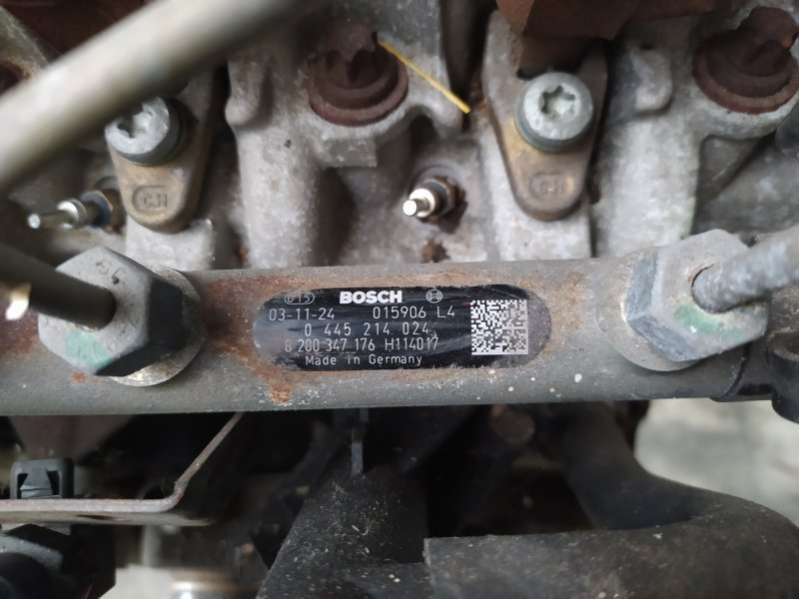 BOSCH
03-11-24 015906 L4
0 445 214 024
8 200 347 176 H114017
Made in Germany